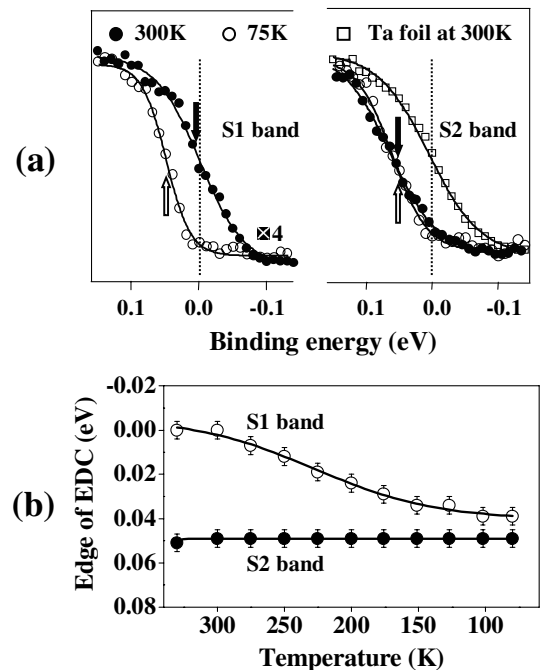 300K 75K Ta foil at 300K
(a)
S1 band
S2 band
4
0.1 0.0 -0.1 0.1 0.0 -0.1
Binding energy (eV)
(b)
Edge of EDC (eV)
-0.02
0.00
0.02
0.04
0.06
0.08
S1 band
S2 band
300 250 200 150 100
Temperature (K)